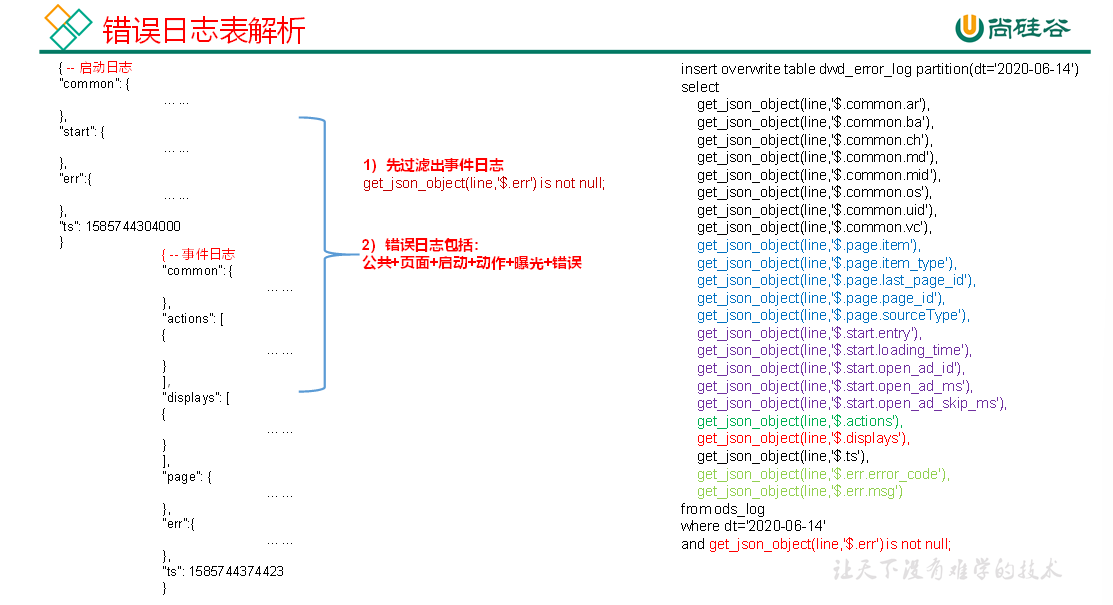 错误日志表解析
尚硅谷
{ -- 启动日志
"common": {
……
},
"start": {
……
},
"err":{
……
},
"ts": 1585744304000
}
{ -- 事件日志
"common": {
……
},
"actions": [
{
……
}
],
"displays": [
{
……
}
],
"page": {
……
},
"err":{
……
},
"ts": 1585744374423
}
1）先过滤出事件日志
get_json_object(line,'$.err') is not null;
2）错误日志包括：
公共+页面+启动+动作+曝光+错误
insert overwrite table dwd_error_log partition(dt='2020-06-14')
select
get_json_object(line,'$.common.ar'),
get_json_object(line,'$.common.ba'),
get_json_object(line,'$.common.ch'),
get_json_object(line,'$.common.md'),
get_json_object(line,'$.common.mid'),
get_json_object(line,'$.common.os'),
get_json_object(line,'$.common.uid'),
get_json_object(line,'$.common.vc'),
get_json_object(line,'$.page.item'),
get_json_object(line,'$.page.item_type'),
get_json_object(line,'$.page.last_page_id'),
get_json_object(line,'$.page.page_id'),
get_json_object(line,'$.page.sourceType'),
get_json_object(line,'$.start.entry'),
get_json_object(line,'$.start.loading_time'),
get_json_object(line,'$.start.open_ad_id'),
get_json_object(line,'$.start.open_ad_ms'),
get_json_object(line,'$.start.open_ad_skip_ms'),
get_json_object(line,'$.actions'),
get_json_object(line,'$.displays'),
get_json_object(line,'$.ts'),
get_json_object(line,'$.err.error_code'),
get_json_object(line,'$.err.msg')
from ods_log
where dt='2020-06-14'
and get_json_object(line,'$.err') is not null;
让天下没有难学的技术